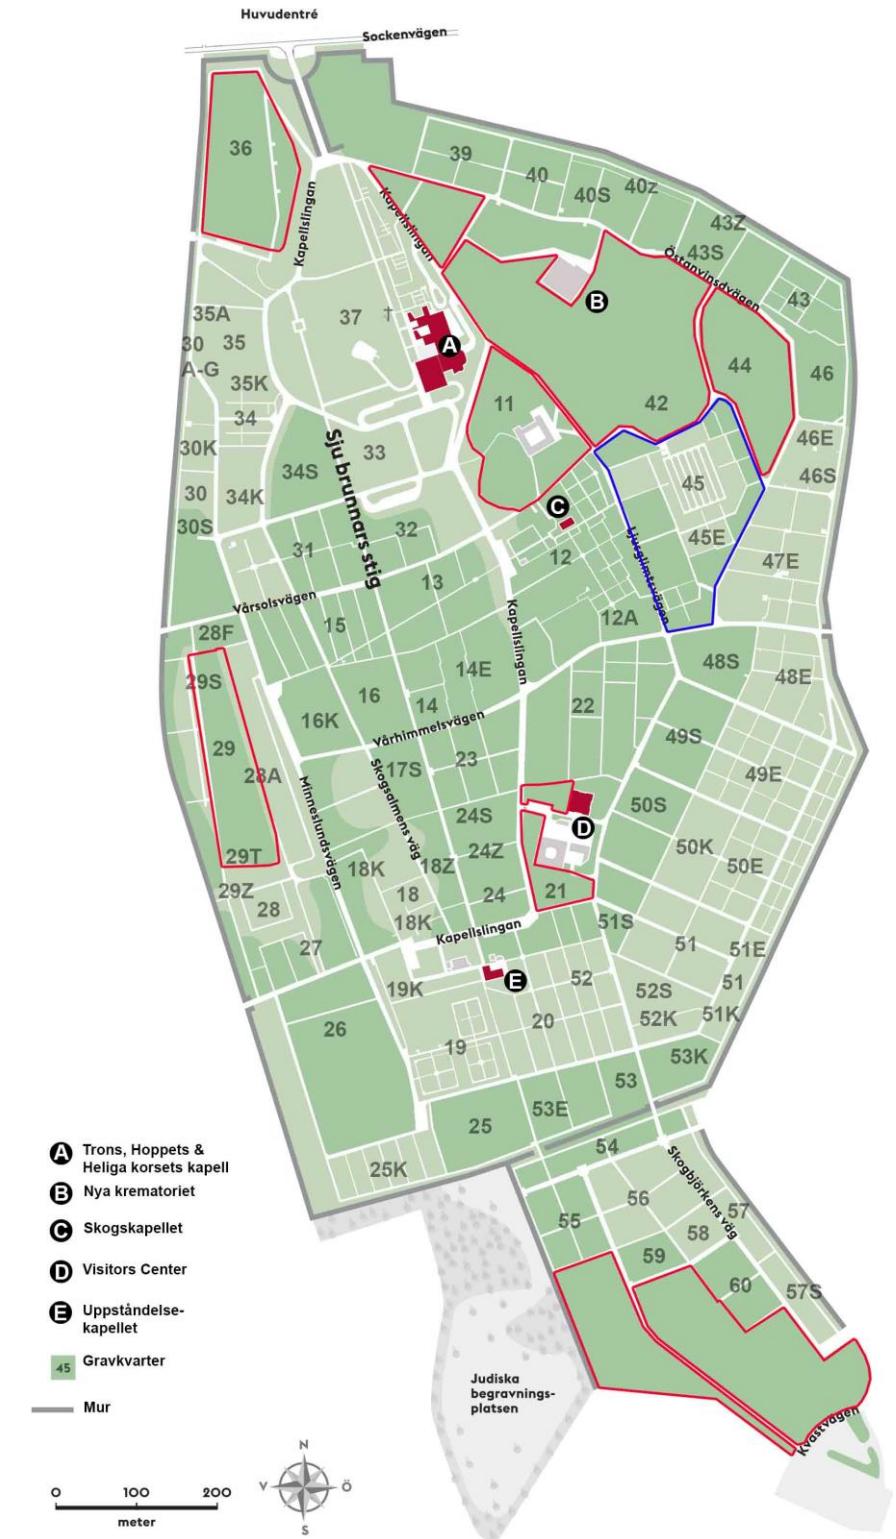 Huvudentré
Sockenvägen
36
39
40
40S
40z
43Z
43S
Östanvindsvägen
43
Kapellslingan
Kapellslingan
37
A
B
35A
30
A-G
35
35K
34
30K
30
34K
30S
34S
33
Sju brunnars stig
11
42
44
46
46E
46S
45
45E
47E
C
12
12A
Ljusglimtsvägen
31
32
13
Vårsolsvägen
15
28F
29S
29
28A
29T
29Z
28
27
16K
16
14
14E
Kapellslingan
Vårhimmelsvägen
17S
23
22
48S
48E
49S
49E
50S
50K
50E
Minneslundsvägen
Skogsalmens väg
24S
24Z
24
18K
18Z
18
18K
D
21
Kapellslingan
51S
51
51E
51
51K
52
52S
52K
E
19K
19
20
26
53K
53
53E
25
25K
54
55
56
57
58
59
60
57S
Skogbjörkens väg
Kvastvägen
Judiska
begravnings-
platsen
A Trons, Hoppets &
Heliga korsets kapell
B Nya krematoriet
C Skogskapellet
D Visitors Center
E Uppståndelse-
kapellet
45 Gravkvarter
Mur
0 100 200
meter
N
V Ö
S